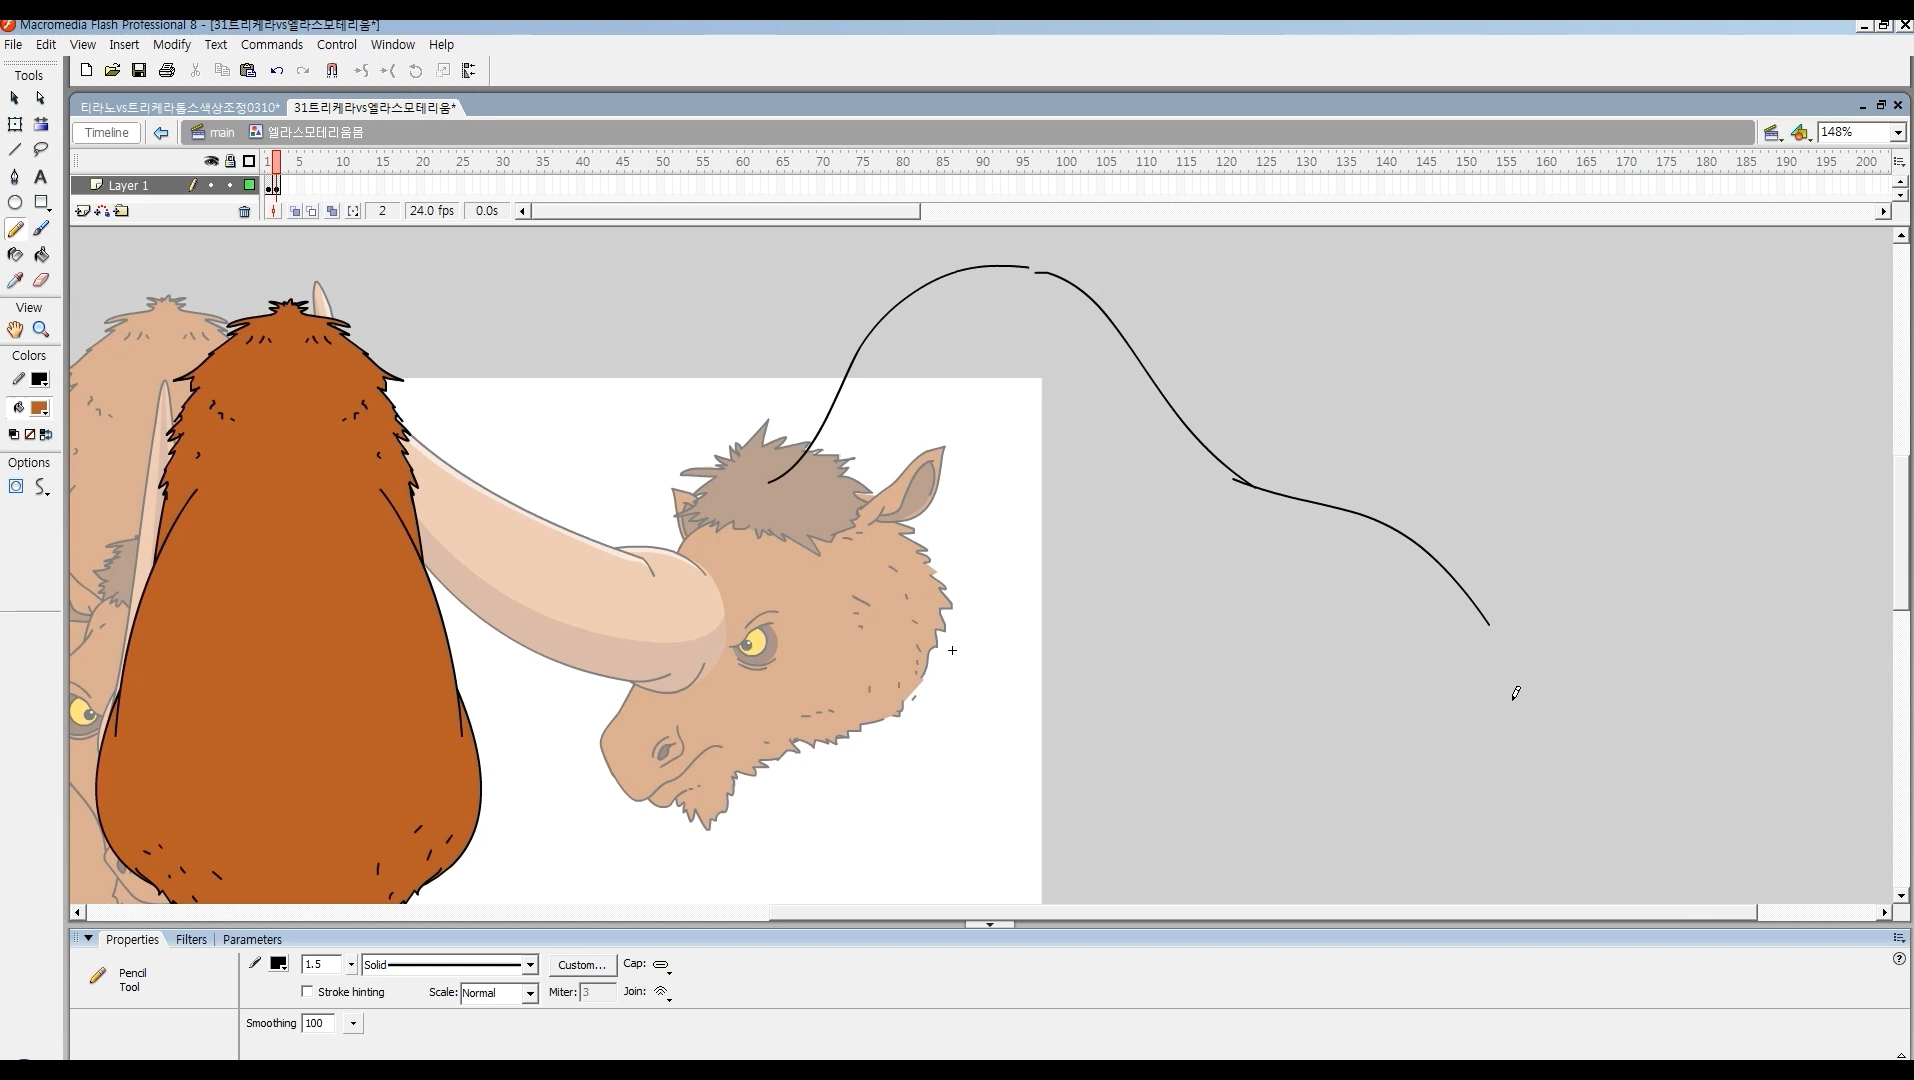 Macromedia Flash Professional 8 - [31트리케라vs엘라스모테리움*]
File Edit View Insert Modify Text Commands Control Window Help
Tools
티라노vs트리케라톱스색상조정0310* 31트리케라vs엘라스모테리움*
Timeline main 엘라스모테리움몸 148%
1 5 10 15 20 25 30 35 40 45 50 55 60 65 70 75 80 85 90 95 100 105 110 115 120 125 130 135 140 145 150 155 160 165 170 175 180 185 190 195 200
Layer 1
2 24.0 fps 0.0s
View
Colors
Options
Properties Filters Parameters
Pencil
Tool
1.5 Solid Custom... Cap:
Stroke hinting Scale: Normal Miter: 3 Join:
Smoothing 100